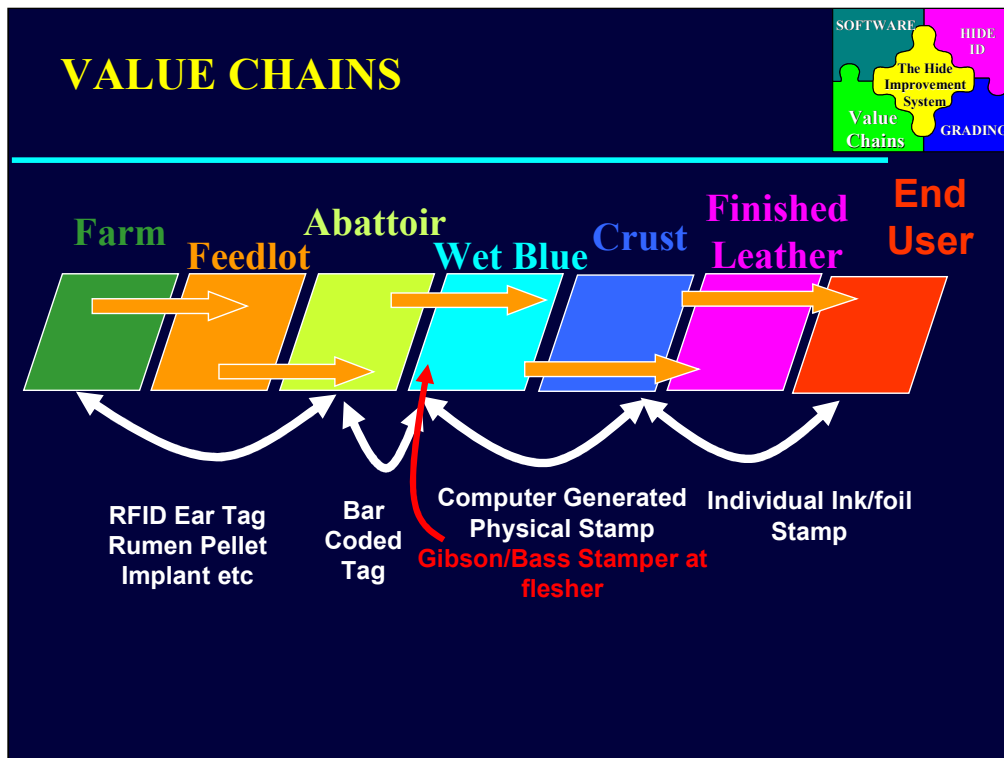 VALUE CHAINS
SOFTWARE
HIDE
ID
The Hide
Improvement
System
Value
Chains
GRADING
Farm
Feedlot
Abattoir
Wet Blue
Crust
Finished
Leather
End
User
RFID Ear Tag
Rumen Pellet
Implant etc
Bar
Coded
Tag
Computer Generated
Physical Stamp
Gibson/Bass Stamper at
flesher
Individual Ink/foil
Stamp